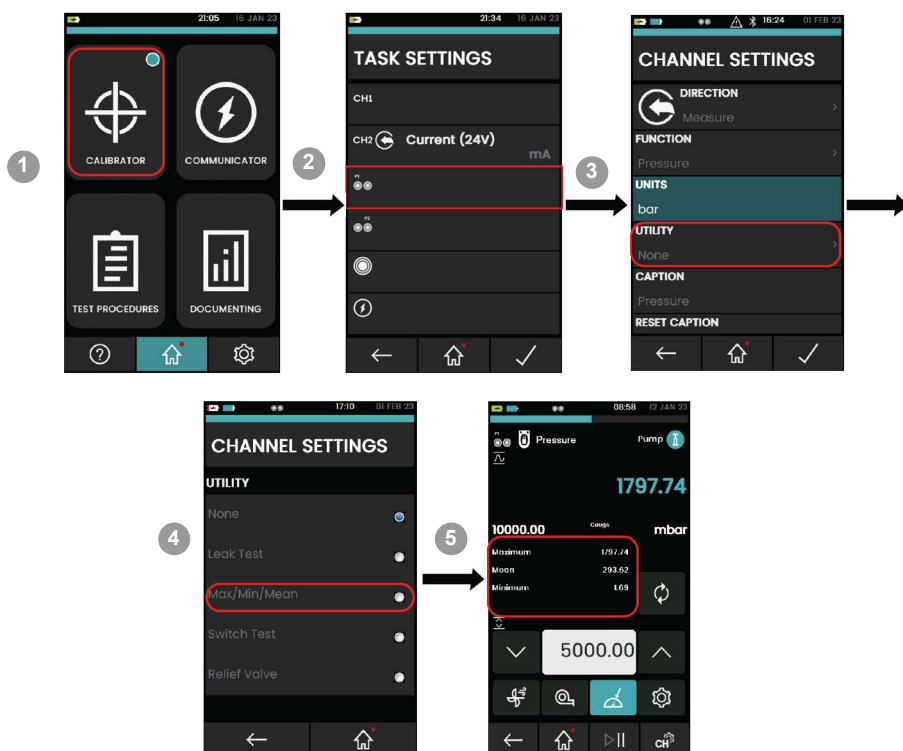 21:05 16 JAN 23
CALIBRATOR
COMMUNICATOR
TEST PROCEDURES
DOCUMENTING
1
2
21:34 16 JAN 23
TASK SETTINGS
CH1
CH2 Current (24V)
mA
P1
P2
3
16:24 01 FEB 23
CHANNEL SETTINGS
DIRECTION
Measure
FUNCTION
Pressure
UNITS
bar
UTILITY
None
CAPTION
Pressure
RESET CAPTION
4
17:10 01 FEB 23
CHANNEL SETTINGS
UTILITY
None
Leak Test
Max/Min/Mean
Switch Test
Relief Valve
5
08:58 12 JAN 23
P1 Pressure Pump
1797.74
10000.00 Gauge mbar
Maximum 1797.74
Mean 293.62
Minimum 1.69
5000.00
CH